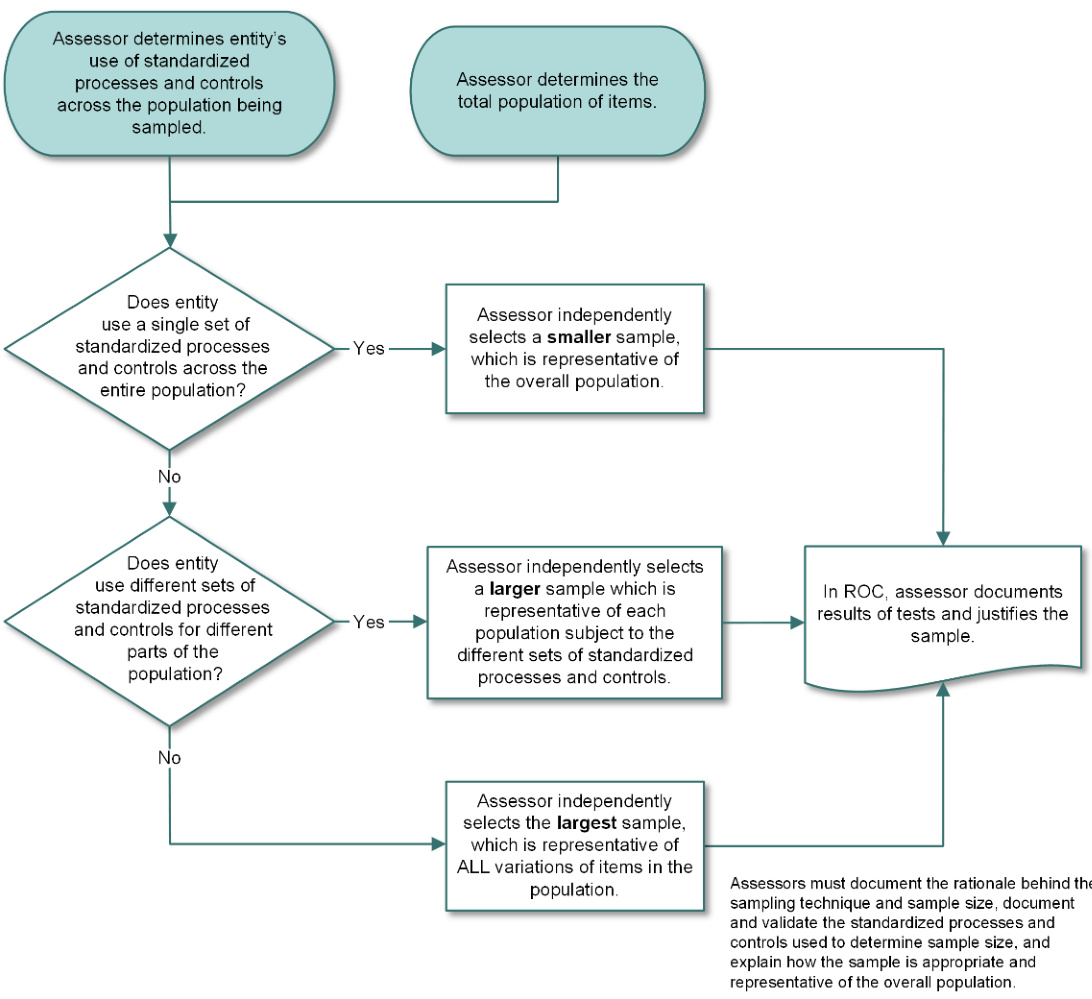 Assessor determines entity's
use of standardized
processes and controls
across the population being
sampled.
Assessor determines the
total population of items.
Does entity
use a single set of
standardized processes
and controls across the
entire population?
Yes
Assessor independently
selects a smaller sample,
which is representative of
the overall population.
No
Does entity
use different sets of
standardized processes
and controls for different
parts of the
population?
Yes
Assessor independently selects
a larger sample which is
representative of each
population subject to the
different sets of standardized
processes and controls.
In ROC, assessor documents
results of tests and justifies the
sample.
No
Assessor independently
selects the largest sample,
which is representative of
ALL variations of items in the
population.
Assessors must document the rationale behind the
sampling technique and sample size, document
and validate the standardized processes and
controls used to determine sample size, and
explain how the sample is appropriate and
representative of the overall population.